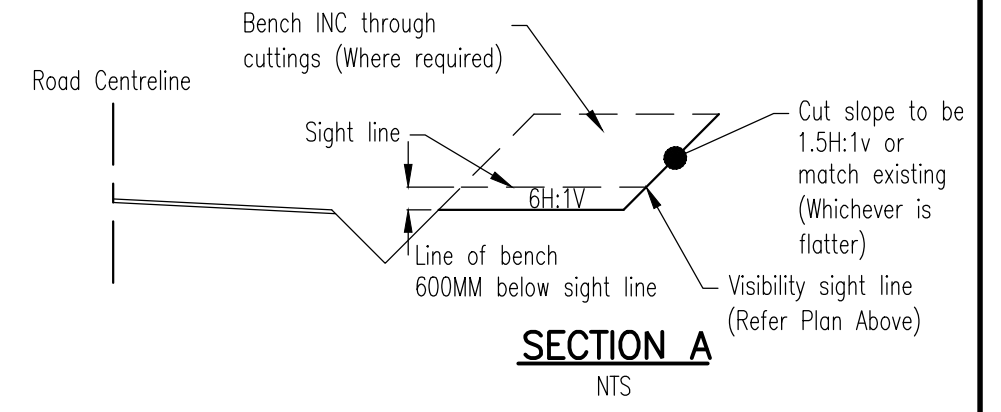 Bench INC through
cuttings (Where required)
Road Centreline
Sight line
Cut slope to be
1.5H:1v or
match existing
(Whichever is
flatter)
6H:1V
Line of bench
600MM below sight line
Visibility sight line
(Refer Plan Above)
SECTION A
NTS